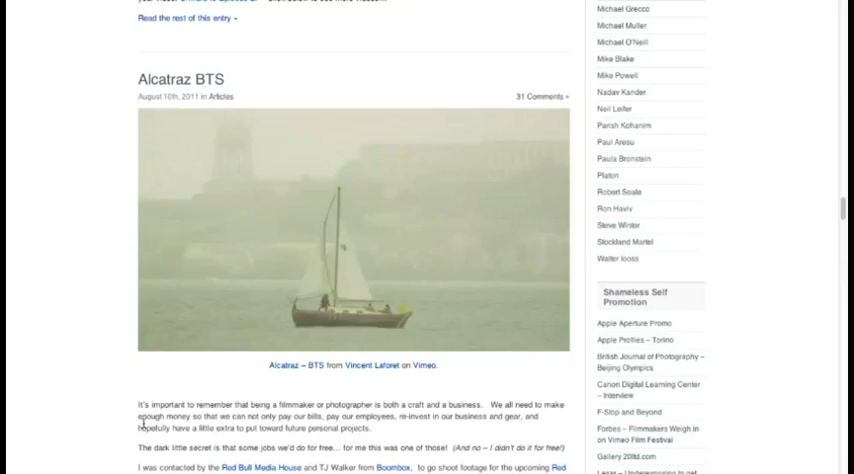 Read the rest of this entry »
Alcatraz BTS
August 10th, 2011 in Articles
31 Comments »
Alcatraz – BTS from Vincent Laforet on Vimeo.
It's important to remember that being a filmmaker or photographer is both a craft and a business. We all need to make
enough money so that we can not only pay our bills, pay our employees, re-invest in our business and gear, and
hopefully have a little extra to put toward future personal projects.
The dark little secret is that some jobs we'd do for free... for me this was one of those! (And no – I didn't do it for free!)
I was contacted by the Red Bull Media House and TJ Walker from Boombox, to go shoot footage for the upcoming Red
Michael Grecco
Michael Muller
Michael O'Neill
Mike Blake
Mike Powell
Nadav Kander
Neil Leifer
Parish Kohanim
Paul Aresu
Paula Bronstein
Platon
Robert Seale
Ron Haviv
Steve Winter
Stockland Martel
Walter Iooss
Shameless Self
Promotion
Apple Aperture Promo
Apple Profiles – Torino
British Journal of Photography –
Beijing Olympics
Canon Digital Learning Center
– Interview
F-Stop and Beyond
Forbes – Filmmakers Weigh in
on Vimeo Film Festival
Gallery 20ltd.com